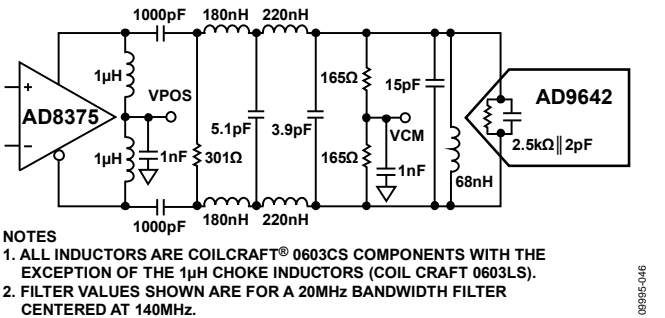 1000pF
180nH
220nH
1µH
VPOS
165Ω
15pF
AD9642
AD8375
5.1pF
3.9pF
VCM
2.5kΩ‖2pF
1µH
1nF
301Ω
165Ω
1nF
68nH
1000pF
180nH
220nH
NOTES
1. ALL INDUCTORS ARE COILCRAFT® 0603CS COMPONENTS WITH THE
EXCEPTION OF THE 1µH CHOKE INDUCTORS (COIL CRAFT 0603LS).
2. FILTER VALUES SHOWN ARE FOR A 20MHz BANDWIDTH FILTER
CENTERED AT 140MHz.
09995-046